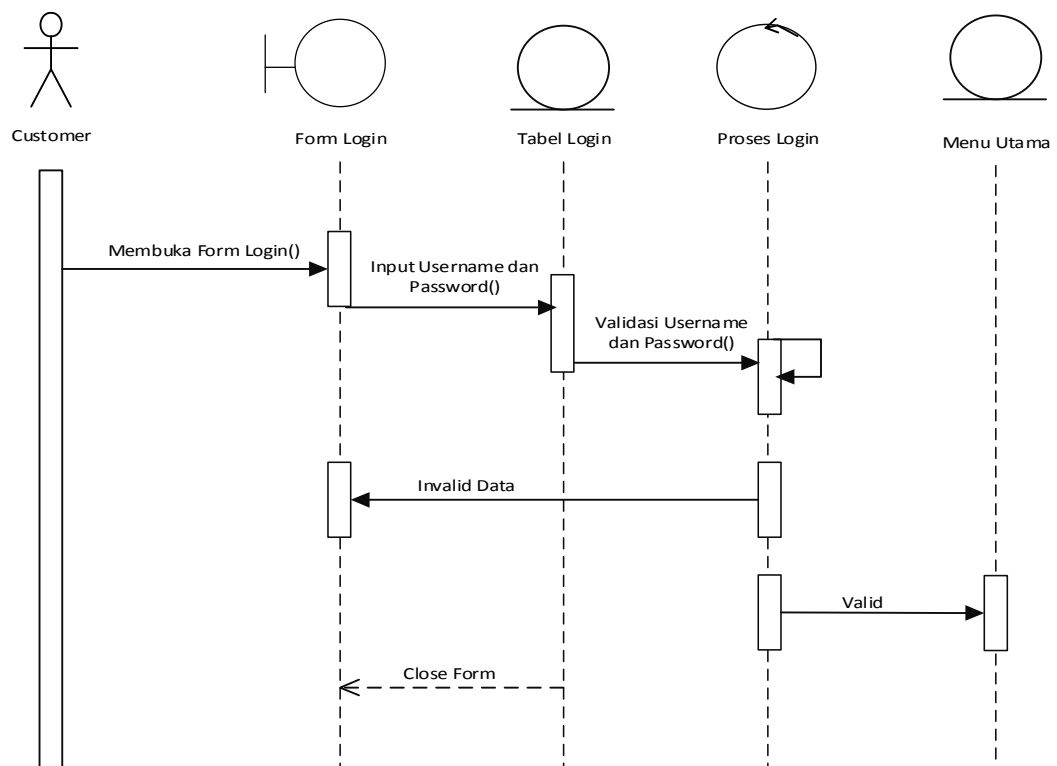 Customer
Form Login
Tabel Login
Proses Login
Menu Utama
Membuka Form Login()
Input Username dan
Password()
Validasi Username
dan Password()
Invalid Data
Valid
Close Form